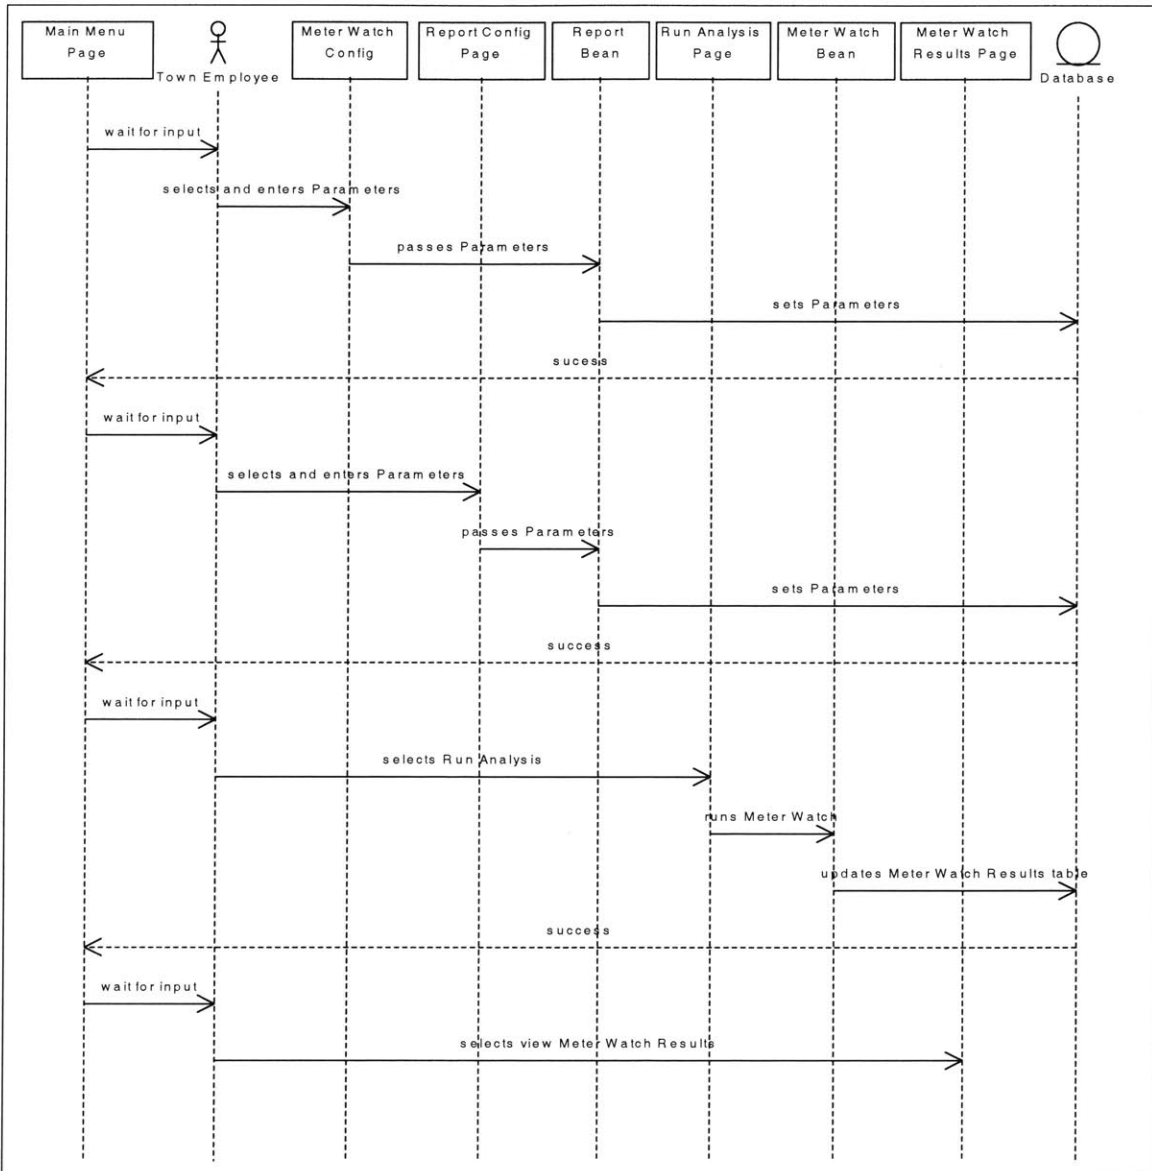 Main Menu
Page
Town Employee
Meter Watch
Config
Report Config
Page
Report
Bean
Run Analysis
Page
Meter Watch
Bean
Meter Watch
Results Page
Database
wait for input
selects and enters Parameters
passes Parameters
sets Parameters
sucess
wait for input
selects and enters Parameters
passes Parameters
sets Parameters
success
wait for input
selects Run Analysis
runs Meter Watch
updates Meter Watch Results table
success
wait for input
selects view Meter Watch Results